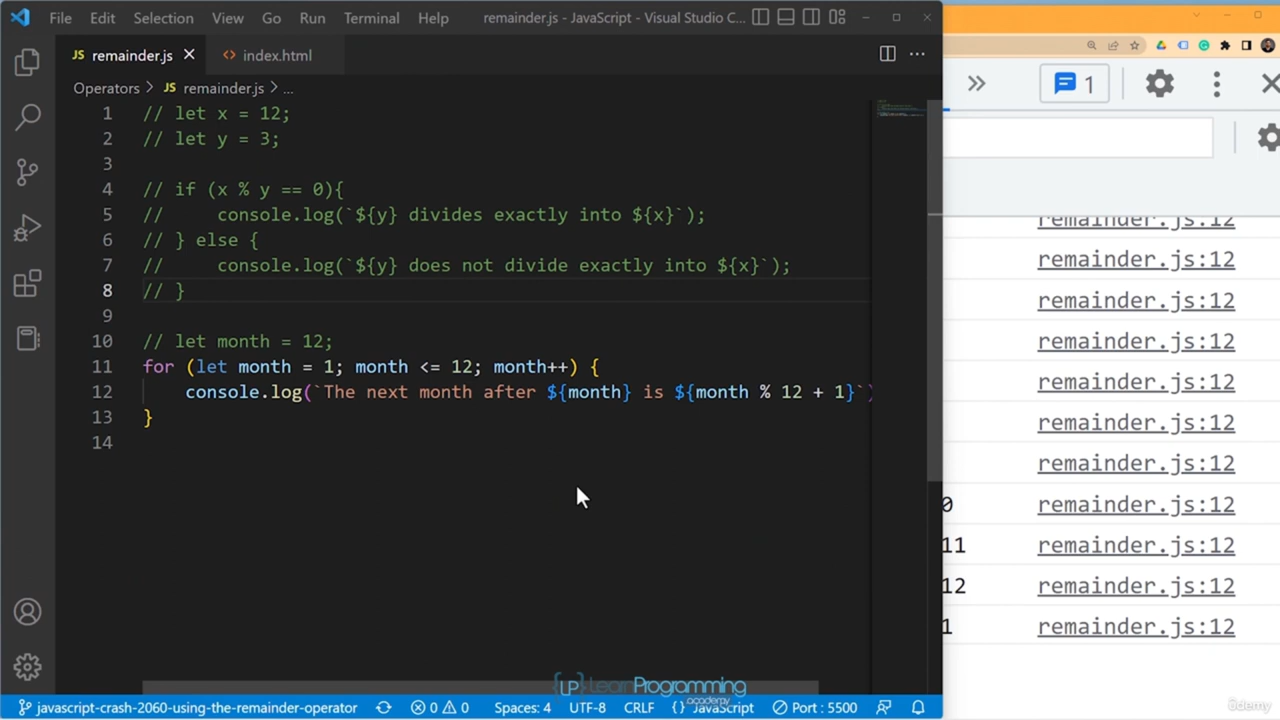 File Edit Selection View Go Run Terminal Help remainder.js - JavaScript - Visual Studio C...
JS remainder.js index.html
Operators > JS remainder.js > ...
1 // let x = 12;
2 // let y = 3;
3
4 // if (x % y == 0){
5 //     console.log(`${y} divides exactly into ${x}`);
6 // } else {
7 //     console.log(`${y} does not divide exactly into ${x}`);
8 // }
9
10 // let month = 12;
11 for (let month = 1; month <= 12; month++) {
12     console.log(`The next month after ${month} is ${month % 12 + 1}`)
13 }
14
1
remainder.js:12
remainder.js:12
remainder.js:12
remainder.js:12
remainder.js:12
remainder.js:12
remainder.js:12
0 remainder.js:12
11 remainder.js:12
12 remainder.js:12
1 remainder.js:12
{LP} Learn Programming academy
javascript-crash-2060-using-the-remainder-operator 0 0 Spaces: 4 UTF-8 CRLF {} JavaScript Port : 5500
ûdemy